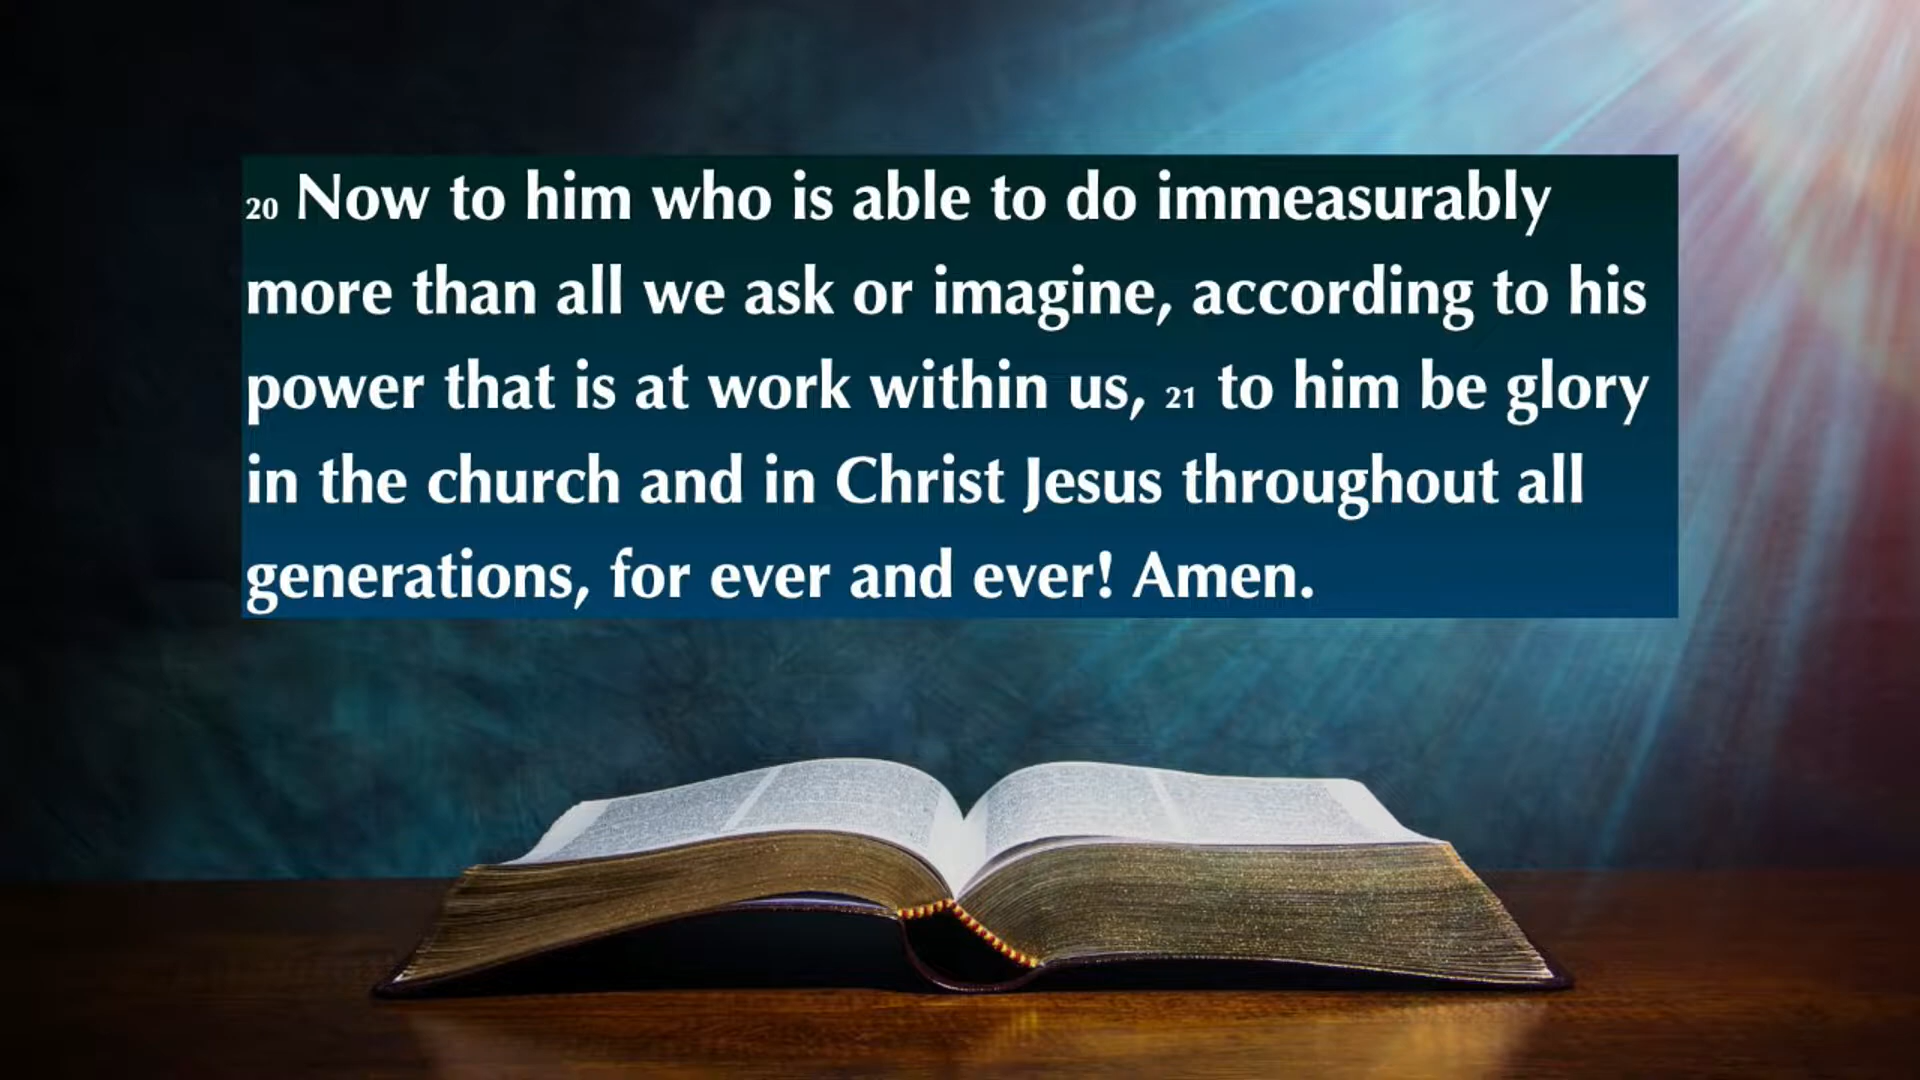 20 Now to him who is able to do immeasurably
more than all we ask or imagine, according to his
power that is at work within us, 21 to him be glory
in the church and in Christ Jesus throughout all
generations, for ever and ever! Amen.